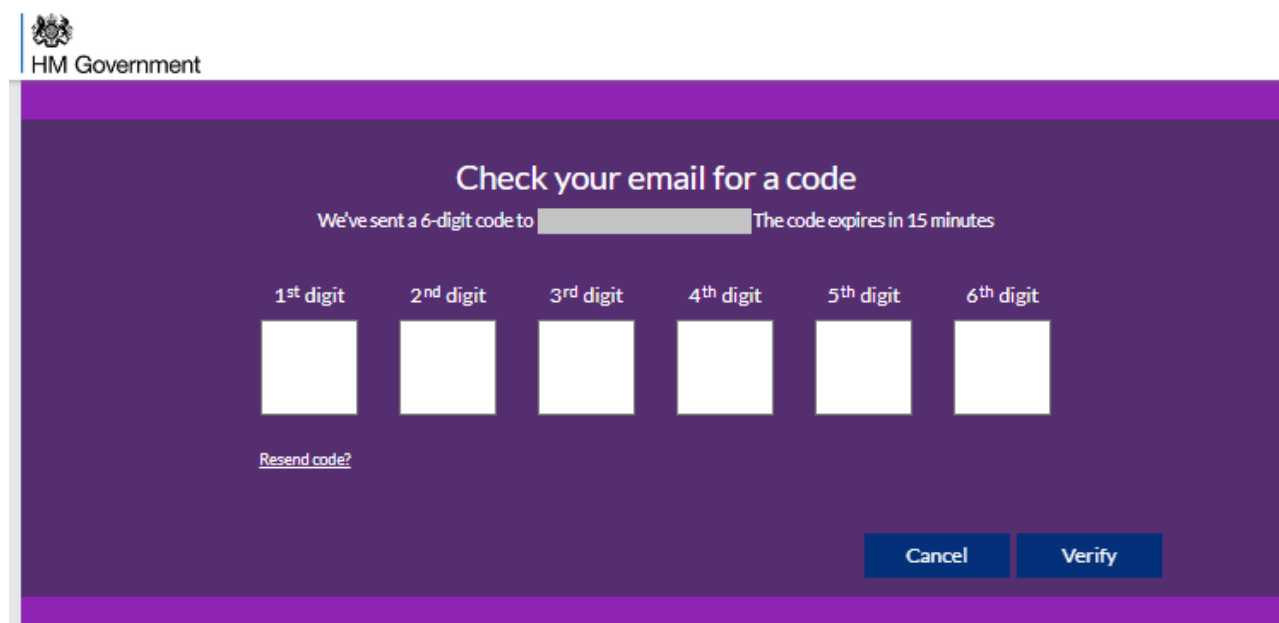 HM Government
Check your email for a code
We've sent a 6-digit code to The code expires in 15 minutes
1st digit 2nd digit 3rd digit 4th digit 5th digit 6th digit
Resend code?
Cancel Verify